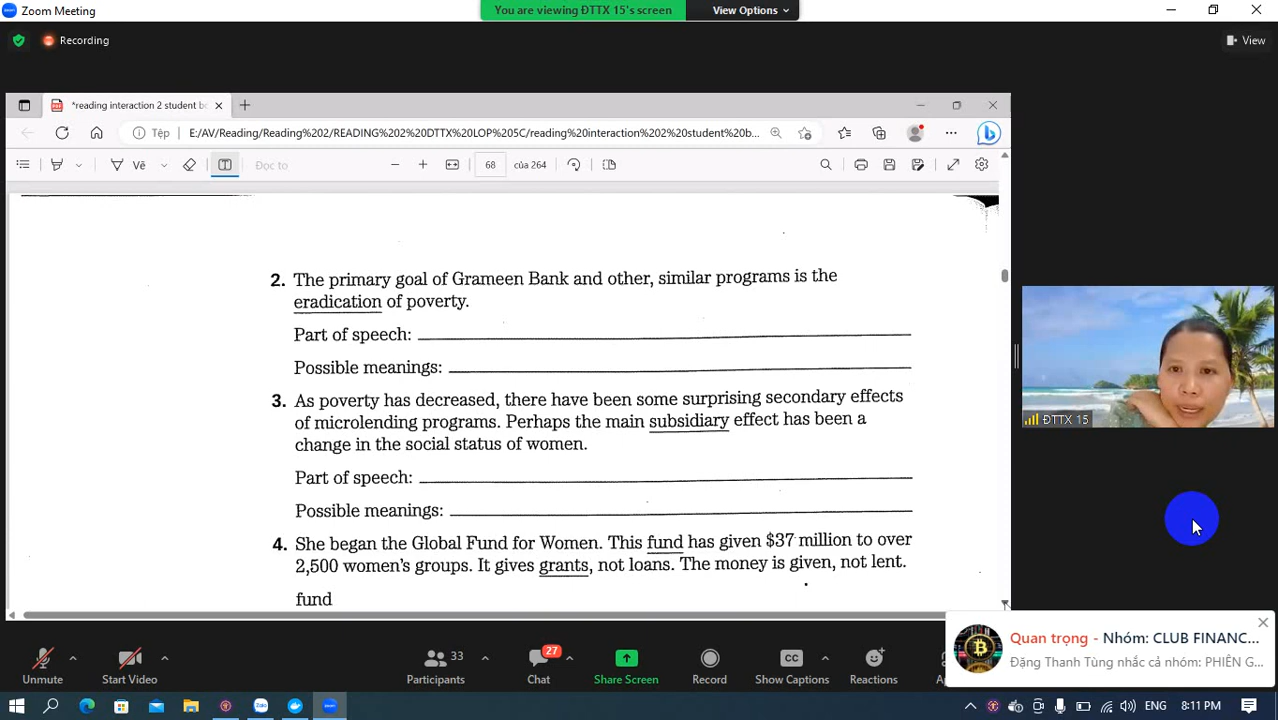 Zoom Meeting
You are viewing ĐTTX 15's screen
View Options
Recording
View
*reading interaction 2 student bo
Tệp
E:/AV/Reading/Reading%202/READING%202%20DTTX%20LOP%205C/reading%20interaction%202%20student%20b...
Vẽ
Đọc to
68
của 264
2. The primary goal of Grameen Bank and other, similar programs is the
eradication of poverty.
Part of speech:
Possible meanings:
3. As poverty has decreased, there have been some surprising secondary effects
of microlending programs. Perhaps the main subsidiary effect has been a
change in the social status of women.
Part of speech:
Possible meanings:
4. She began the Global Fund for Women. This fund has given $37 million to over
2,500 women's groups. It gives grants, not loans. The money is given, not lent.
fund
ĐTTX 15
Quan trọng - Nhóm: CLUB FINANC...
Đặng Thanh Tùng nhắc cả nhóm: PHIÊN G...
Unmute
Start Video
33
Participants
27
Chat
Share Screen
Record
CC
Show Captions
Reactions
ENG
8:11 PM